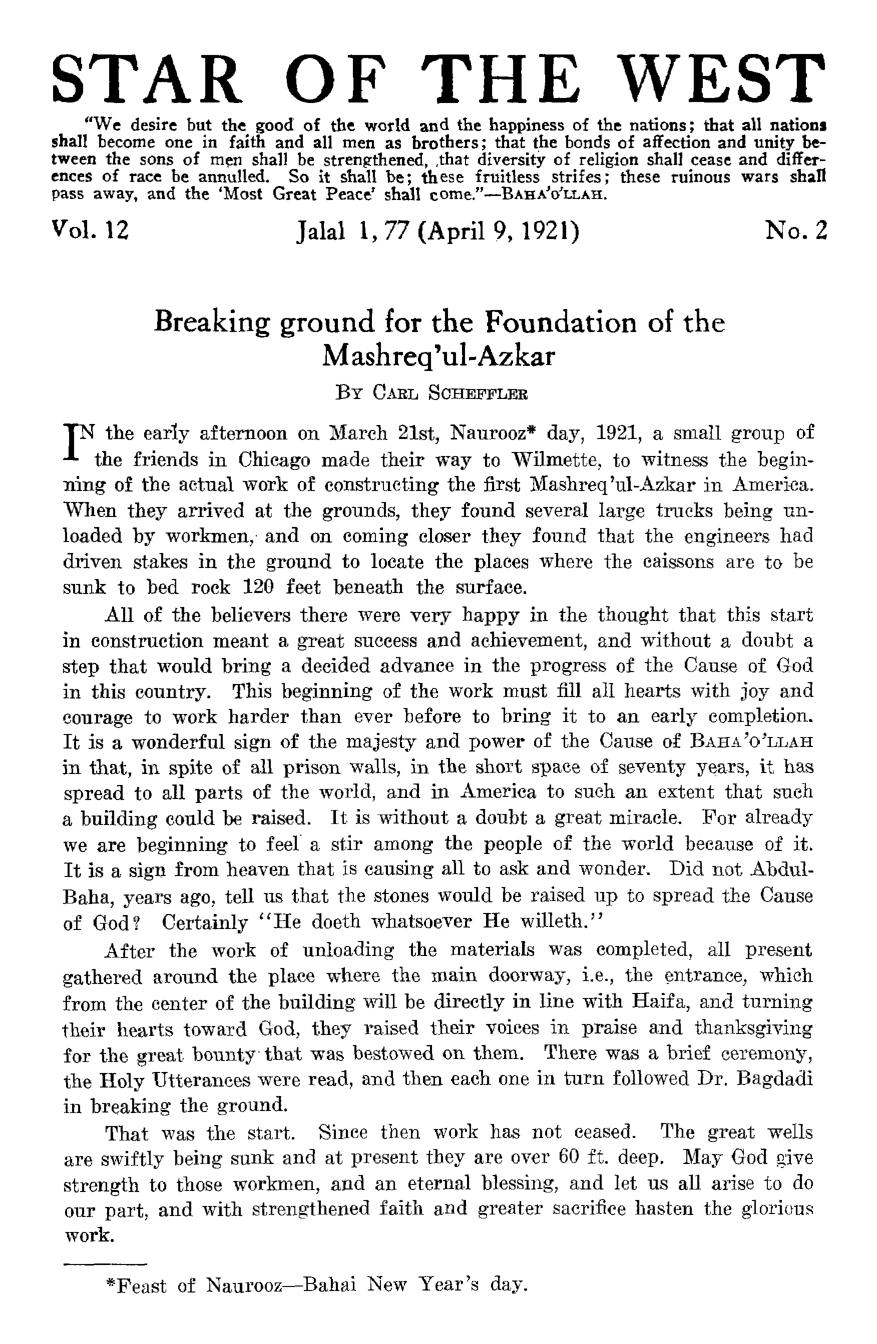 STAR OF THE WEST
"We desire but the good of the world and the happiness of the nations; that all nations
shall become one in faith and all men as brothers; that the bonds of affection and unity be-
tween the sons of men shall be strengthened, that diversity of religion shall cease and differ-
ences of race be annulled. So it shall be; these fruitless strifes; these ruinous wars shall
pass away, and the 'Most Great Peace' shall come."—BAHA'O'LLAH.
Vol. 12 Jalal 1, 77 (April 9, 1921) No. 2
Breaking ground for the Foundation of the
Mashreq'ul-Azkar
BY CARL SCHEFFLER
IN the early afternoon on March 21st, Naurooz* day, 1921, a small group of
the friends in Chicago made their way to Wilmette, to witness the begin-
ning of the actual work of constructing the first Mashreq'ul-Azkar in America.
When they arrived at the grounds, they found several large trucks being un-
loaded by workmen, and on coming closer they found that the engineers had
driven stakes in the ground to locate the places where the caissons are to be
sunk to bed rock 120 feet beneath the surface.
All of the believers there were very happy in the thought that this start
in construction meant a great success and achievement, and without a doubt a
step that would bring a decided advance in the progress of the Cause of God
in this country. This beginning of the work must fill all hearts with joy and
courage to work harder than ever before to bring it to an early completion.
It is a wonderful sign of the majesty and power of the Cause of BAHA'O'LLAH
in that, in spite of all prison walls, in the short space of seventy years, it has
spread to all parts of the world, and in America to such an extent that such
a building could be raised. It is without a doubt a great miracle. For already
we are beginning to feel a stir among the people of the world because of it.
It is a sign from heaven that is causing all to ask and wonder. Did not Abdul-
Baha, years ago, tell us that the stones would be raised up to spread the Cause
of God? Certainly "He doeth whatsoever He willeth."
After the work of unloading the materials was completed, all present
gathered around the place where the main doorway, i.e., the entrance, which
from the center of the building will be directly in line with Haifa, and turning
their hearts toward God, they raised their voices in praise and thanksgiving
for the great bounty that was bestowed on them. There was a brief ceremony,
the Holy Utterances were read, and then each one in turn followed Dr. Bagdadi
in breaking the ground.
That was the start. Since then work has not ceased. The great wells
are swiftly being sunk and at present they are over 60 ft. deep. May God give
strength to those workmen, and an eternal blessing, and let us all arise to do
our part, and with strengthened faith and greater sacrifice hasten the glorious
work.
*Feast of Naurooz—Bahai New Year's day.